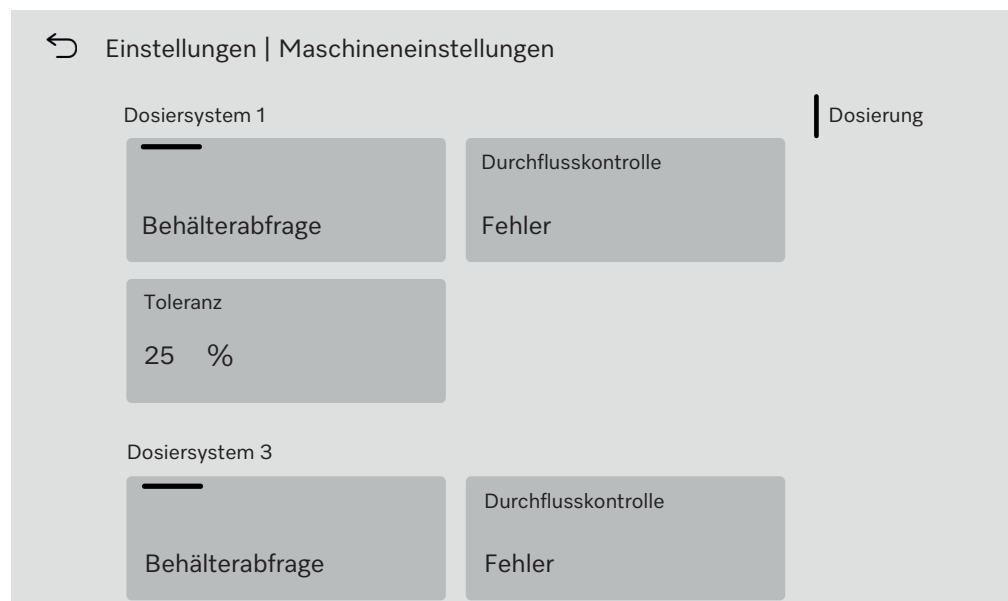 Einstellungen | Maschineneinstellungen
Dosiersystem 1
Dosierung
Behälterabfrage
Durchflusskontrolle
Fehler
Toleranz
25 %
Dosiersystem 3
Behälterabfrage
Durchflusskontrolle
Fehler